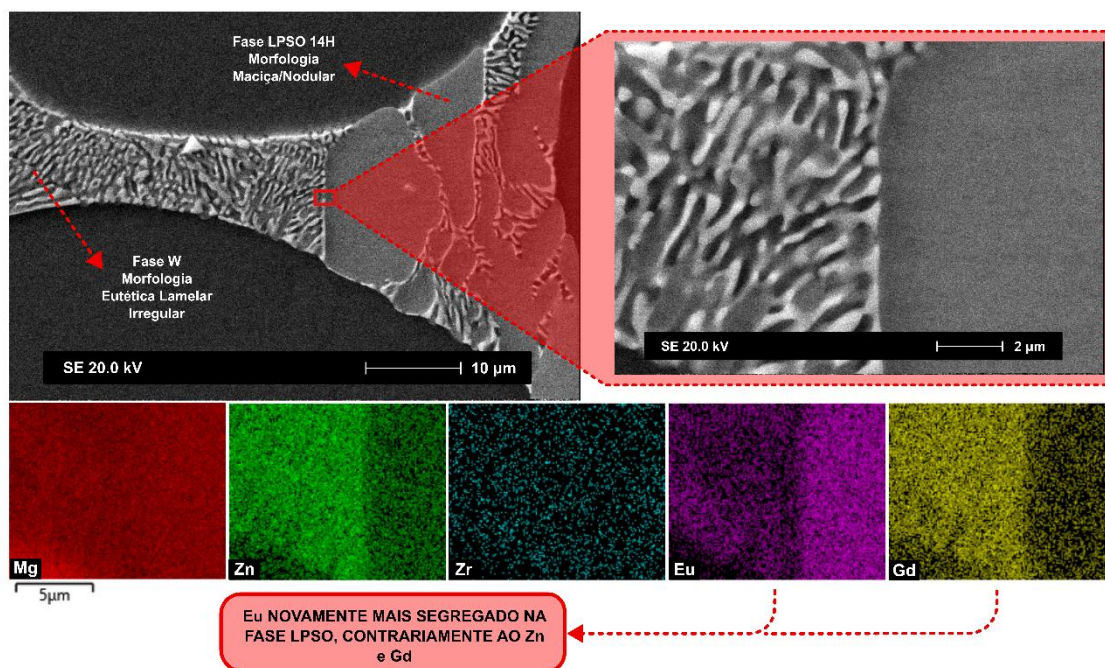 Fase LPSO 14H
Morfologia
Maciça/Nodular
Fase W
Morfologia
Eutética Lamelar
Irregular
SE 20.0 kV
10 µm
SE 20.0 kV
2 µm
Mg
Zn
Zr
Eu
Gd
5µm
Eu NOVAMENTE MAIS SEGREGADO NA
FASE LPSO, CONTRARIAMENTE AO Zn
e Gd